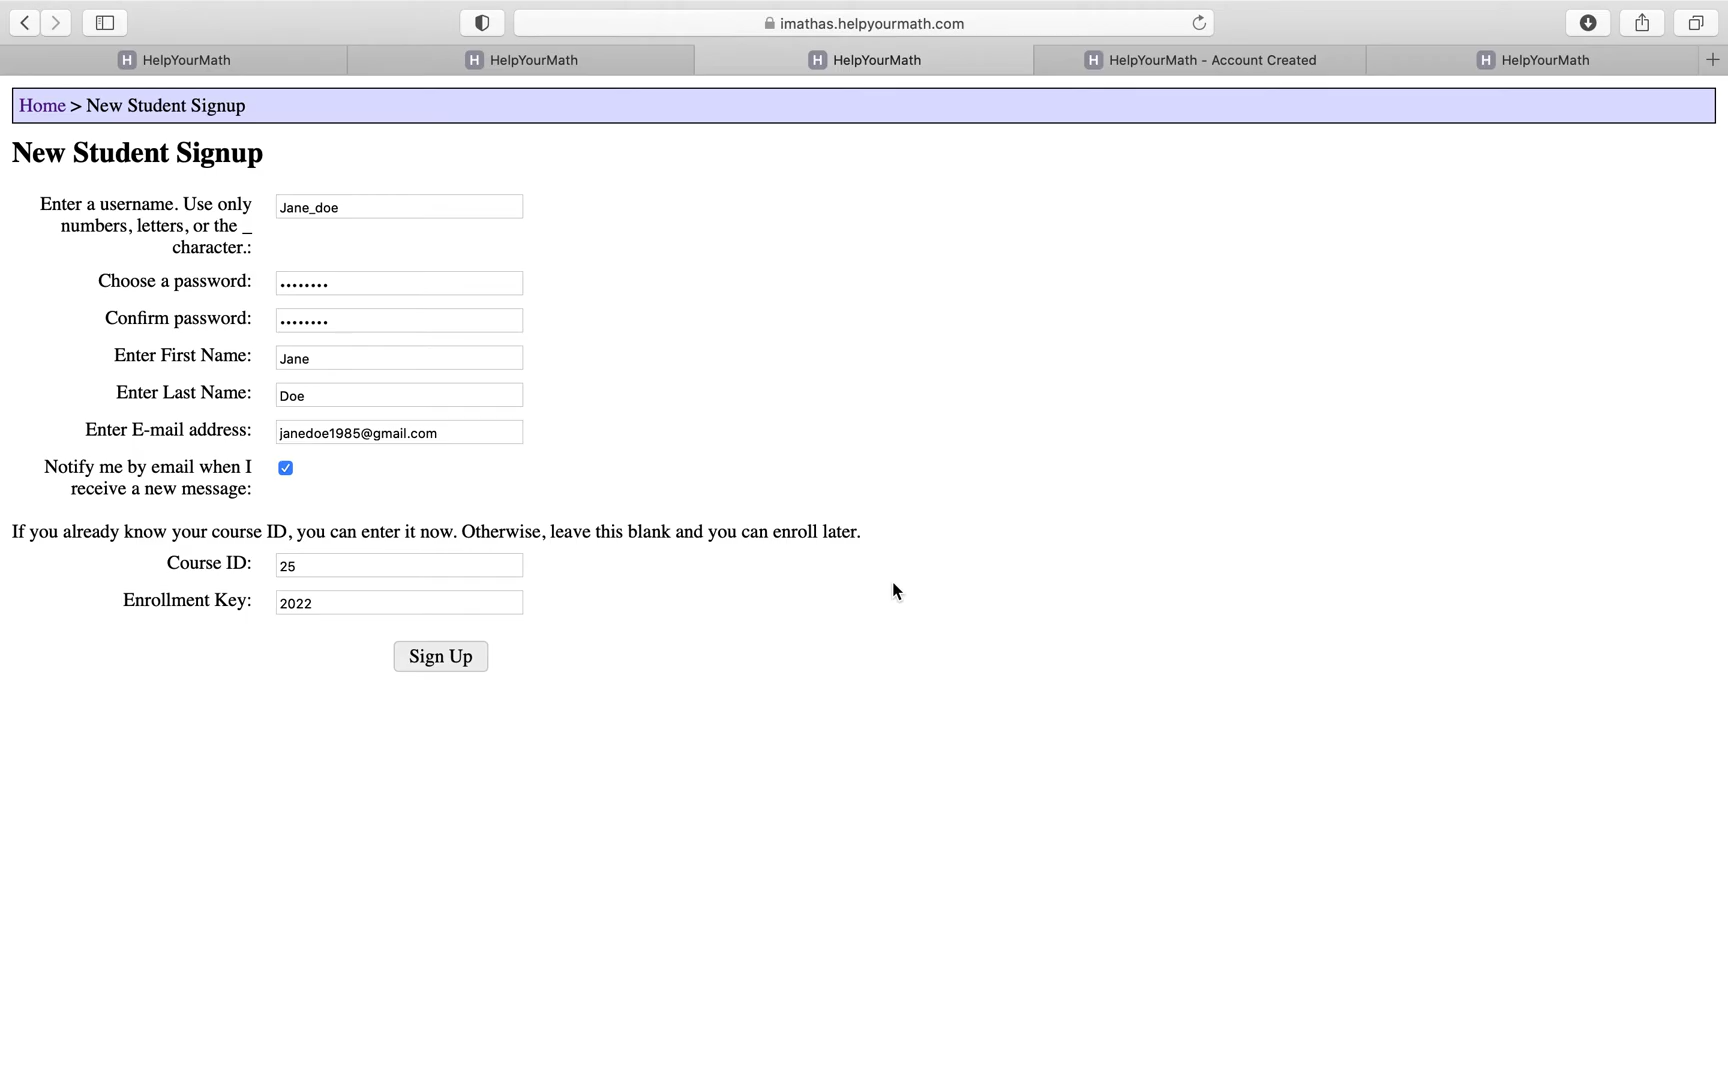 imathas.helpyourmath.com
H HelpYourMath
H HelpYourMath
H HelpYourMath
H HelpYourMath - Account Created
H HelpYourMath
Home > New Student Signup
New Student Signup
Enter a username. Use only
numbers, letters, or the _
character.:
Jane_doe
Choose a password:
••••••••
Confirm password:
••••••••
Enter First Name:
Jane
Enter Last Name:
Doe
Enter E-mail address:
janedoe1985@gmail.com
Notify me by email when I
receive a new message:
If you already know your course ID, you can enter it now. Otherwise, leave this blank and you can enroll later.
Course ID:
25
Enrollment Key:
2022
Sign Up